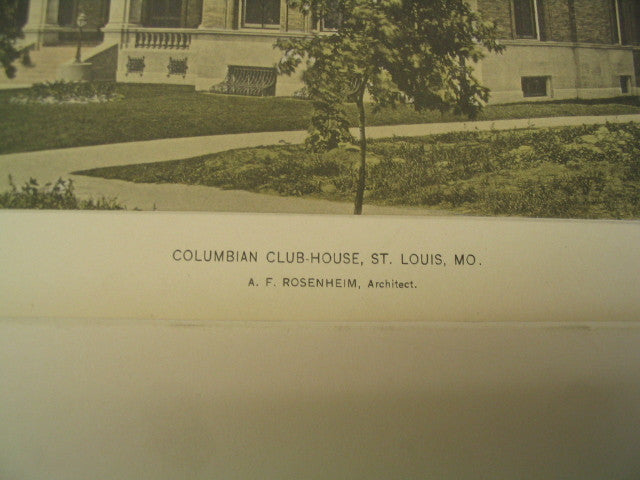 COLUMBIAN CLUB-HOUSE, ST. LOUIS, MO.
A. F. ROSENHEIM, Architect.